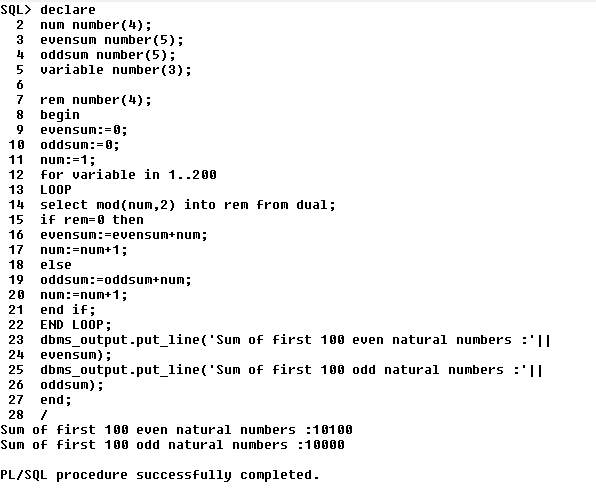 SQL> declare
2 num number(4);
3 evensum number(5);
4 oddsum number(5);
5 variable number(3);
6
7 rem number(4);
8 begin
9 evensum:=0;
10 oddsum:=0;
11 num:=1;
12 for variable in 1..200
13 LOOP
14 select mod(num,2) into rem from dual;
15 if rem=0 then
16 evensum:=evensum+num;
17 num:=num+1;
18 else
19 oddsum:=oddsum+num;
20 num:=num+1;
21 end if;
22 END LOOP;
23 dbms_output.put_line('Sum of first 100 even natural numbers :'||
24 evensum);
25 dbms_output.put_line('Sum of first 100 odd natural numbers :'||
26 oddsum);
27 end;
28 /
Sum of first 100 even natural numbers :10100
Sum of first 100 odd natural numbers :10000
PL/SQL procedure successfully completed.